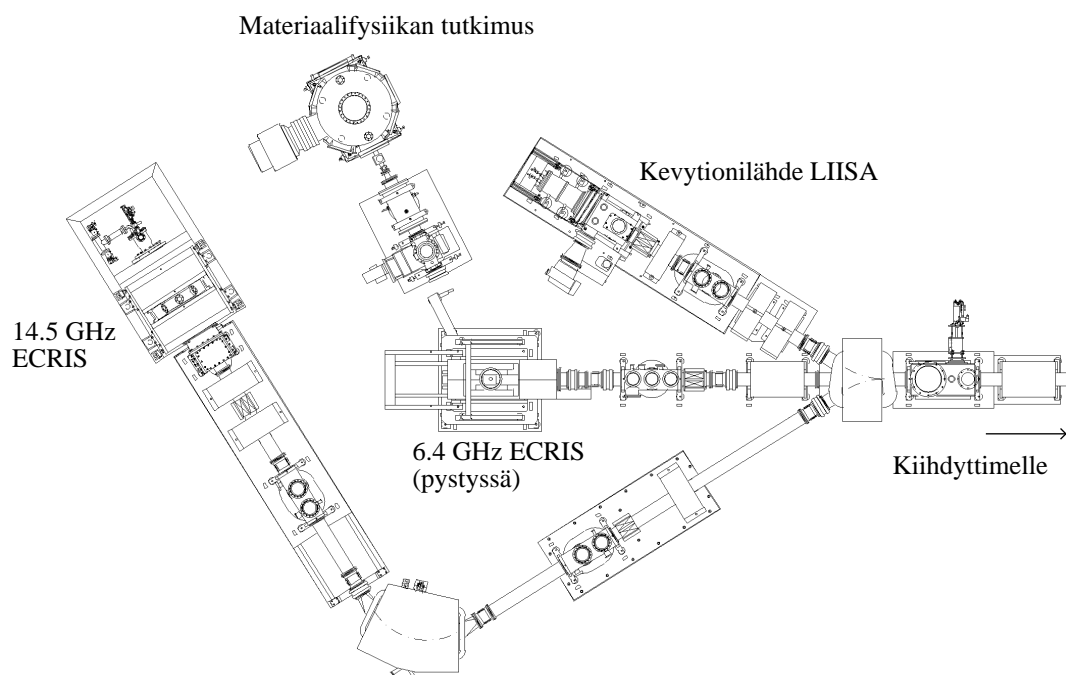 Materiaalifysiikan tutkimus
Kevytionilähde LIISA
14.5 GHz
ECRIS
6.4 GHz ECRIS
(pystyssä)
Kiihdyttimelle